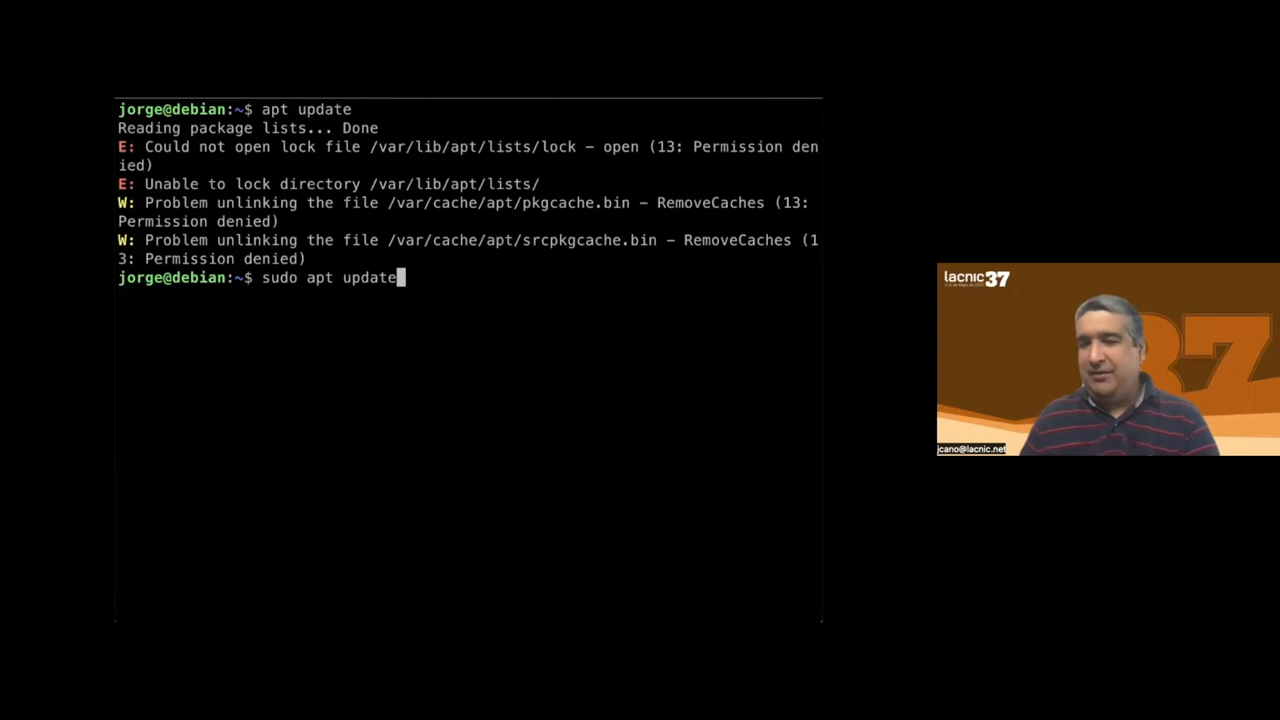 jorge@debian:~$ apt update
Reading package lists... Done
E: Could not open lock file /var/lib/apt/lists/lock - open (13: Permission den
ied)
E: Unable to lock directory /var/lib/apt/lists/
W: Problem unlinking the file /var/cache/apt/pkgcache.bin - RemoveCaches (13:
Permission denied)
W: Problem unlinking the file /var/cache/apt/srcpkgcache.bin - RemoveCaches (1
3: Permission denied)
jorge@debian:~$ sudo apt update
lacnic 37
37
jcano@lacnic.net